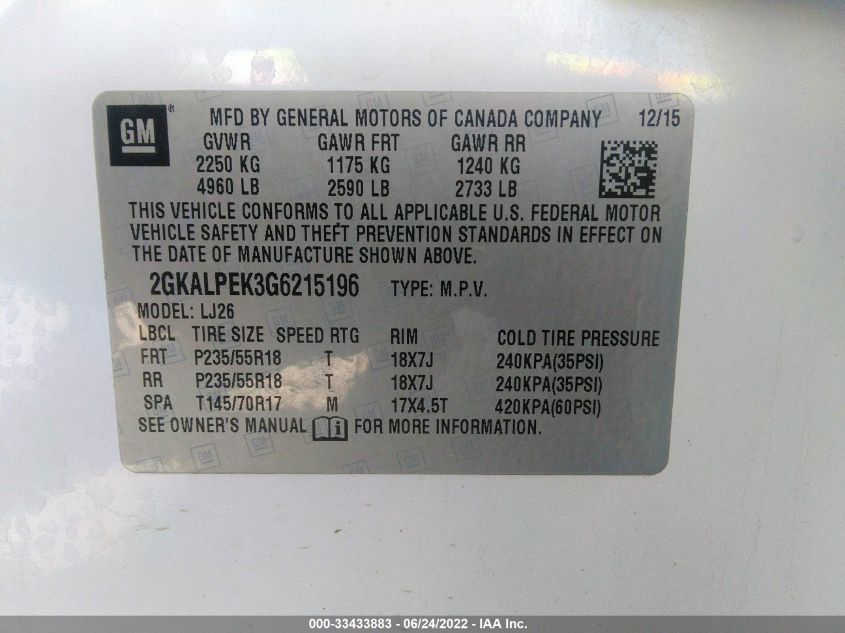 GM ®
MFD BY GENERAL MOTORS OF CANADA COMPANY 12/15
GVWR GAWR FRT GAWR RR
2250 KG 1175 KG 1240 KG
4960 LB 2590 LB 2733 LB
THIS VEHICLE CONFORMS TO ALL APPLICABLE U.S. FEDERAL MOTOR
VEHICLE SAFETY AND THEFT PREVENTION STANDARDS IN EFFECT ON
THE DATE OF MANUFACTURE SHOWN ABOVE.
2GKALPEK3G6215196 TYPE: M.P.V.
MODEL: LJ26
LBCL TIRE SIZE SPEED RTG RIM COLD TIRE PRESSURE
FRT P235/55R18 T 18X7J 240KPA(35PSI)
RR P235/55R18 T 18X7J 240KPA(35PSI)
SPA T145/70R17 M 17X4.5T 420KPA(60PSI)
SEE OWNER'S MANUAL i FOR MORE INFORMATION.
000-33433883 - 06/24/2022 - IAA Inc.